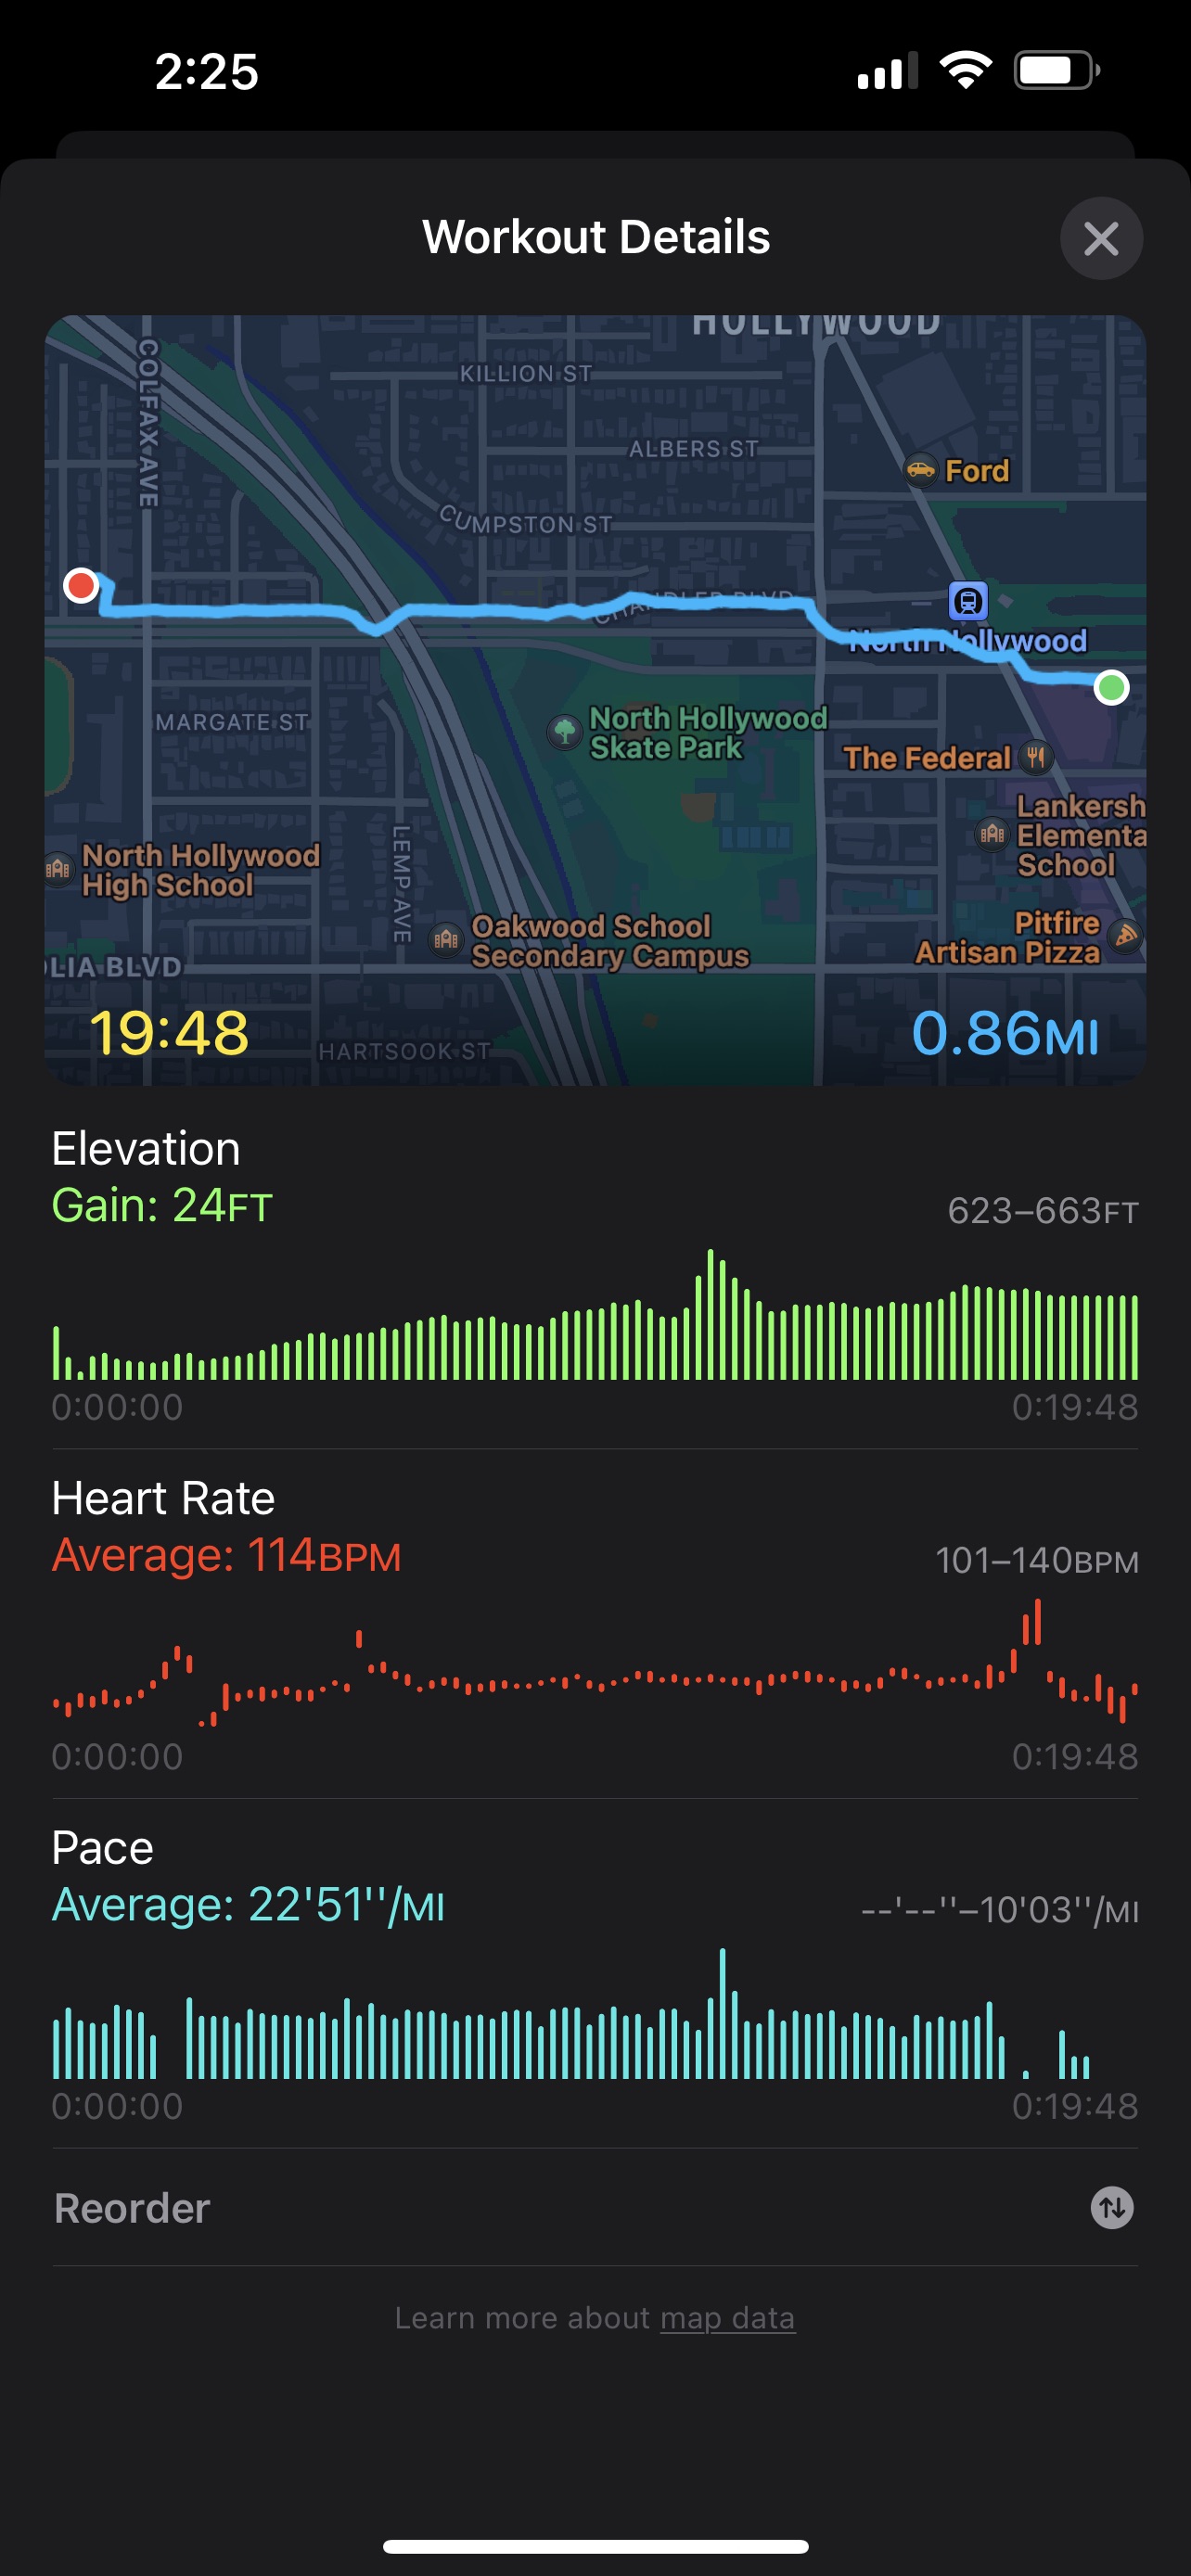 2:25
Workout Details
HOLLYWOOD
COLFAX AVE
KILLION ST
ALBERS ST
Ford
CUMPSTON ST
CHANDLER BLVD
North Hollywood
MARGATE ST
North Hollywood
Skate Park
The Federal
Lankersh
Elementa
School
LEMP AVE
North Hollywood
High School
Oakwood School
Secondary Campus
Pitfire
Artisan Pizza
OLIA BLVD
19:48
HARTSOOK ST
0.86MI
Elevation
Gain: 24FT
623–663FT
0:00:00
0:19:48
Heart Rate
Average: 114BPM
101–140BPM
0:00:00
0:19:48
Pace
Average: 22'51''/MI
--'--''–10'03''/MI
0:00:00
0:19:48
Reorder
Learn more about map data